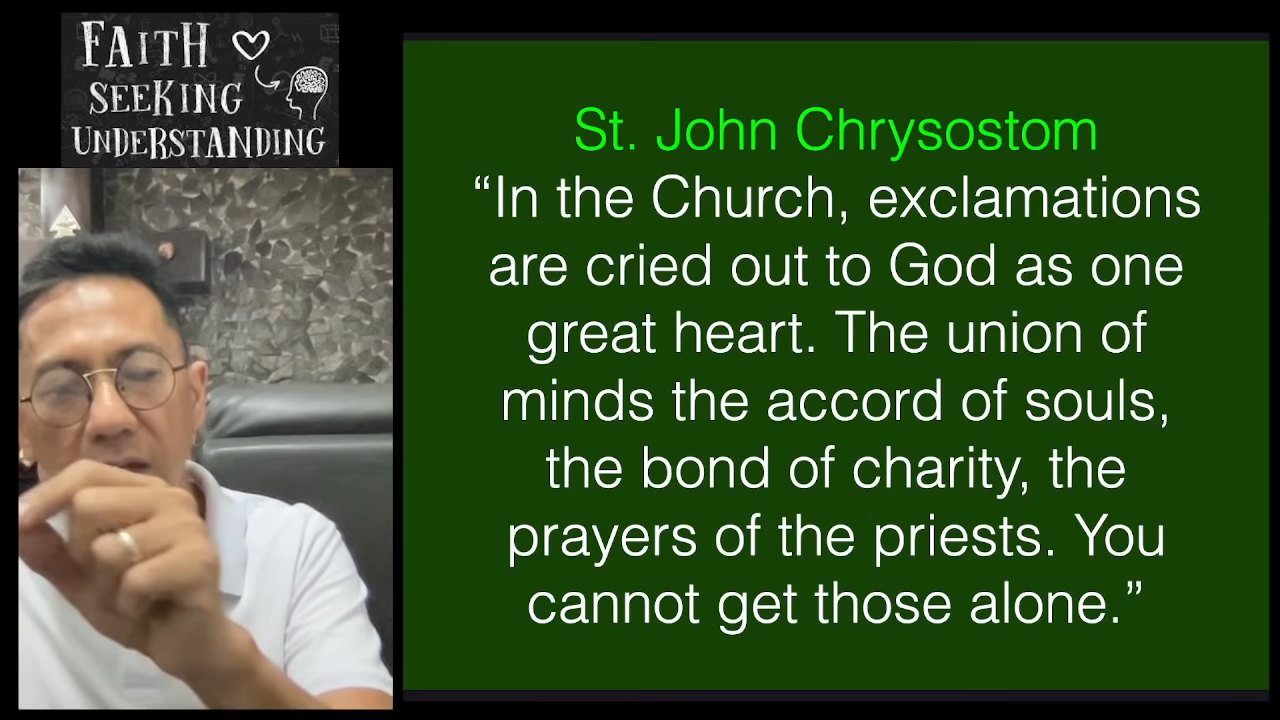 FAITH
SEEKING
UNDERSTANDING
St. John Chrysostom
“In the Church, exclamations
are cried out to God as one
great heart. The union of
minds the accord of souls,
the bond of charity, the
prayers of the priests. You
cannot get those alone.”